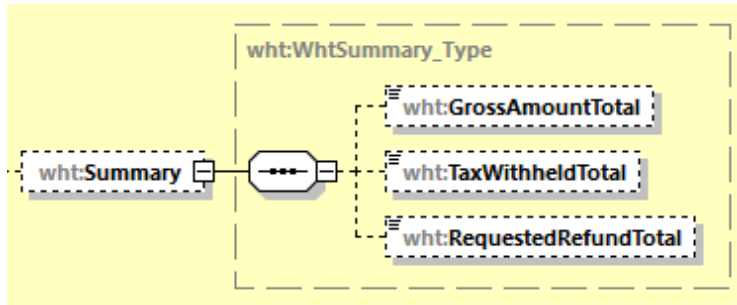 wht:WhtSummary_Type
wht:GrossAmountTotal
wht:Summary
wht:TaxWithheldTotal
wht:RequestedRefundTotal